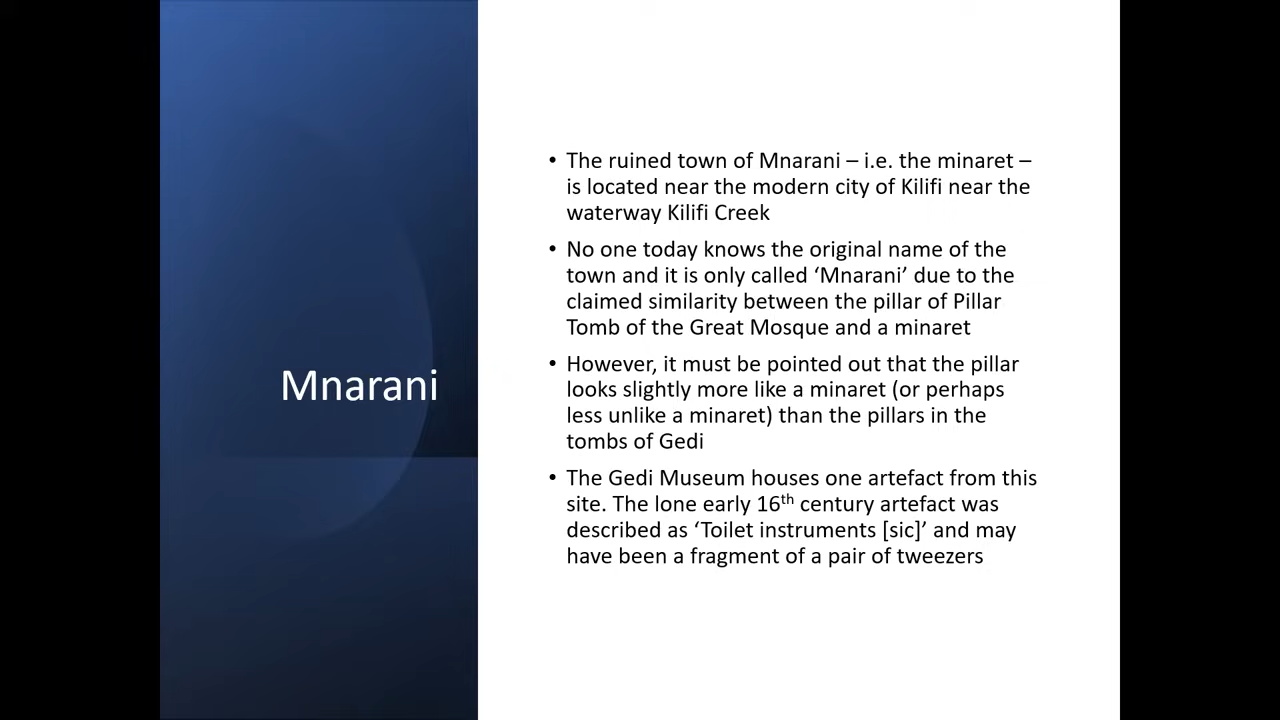 Mnarani
• The ruined town of Mnarani – i.e. the minaret –
is located near the modern city of Kilifi near the
waterway Kilifi Creek
• No one today knows the original name of the
town and it is only called ‘Mnarani’ due to the
claimed similarity between the pillar of Pillar
Tomb of the Great Mosque and a minaret
• However, it must be pointed out that the pillar
looks slightly more like a minaret (or perhaps
less unlike a minaret) than the pillars in the
tombs of Gedi
• The Gedi Museum houses one artefact from this
site. The lone early 16th century artefact was
described as ‘Toilet instruments [sic]’ and may
have been a fragment of a pair of tweezers